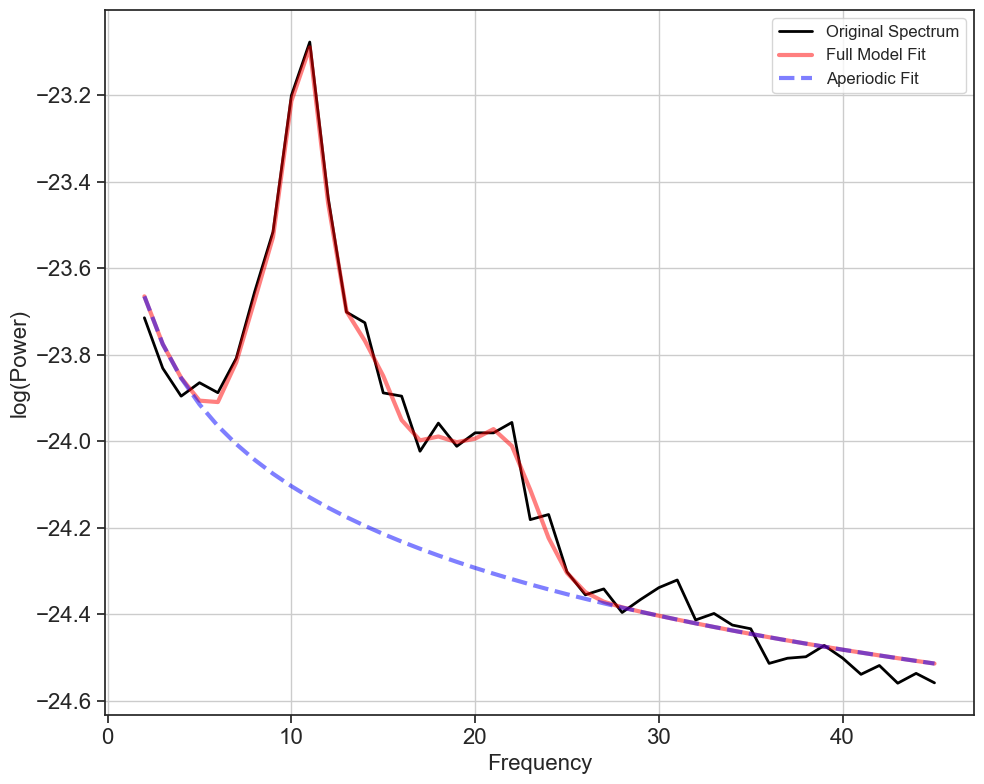 Original Spectrum
Full Model Fit
Aperiodic Fit
log(Power)
−23.2
−23.4
−23.6
−23.8
−24.0
−24.2
−24.4
−24.6
0 10 20 30 40
Frequency